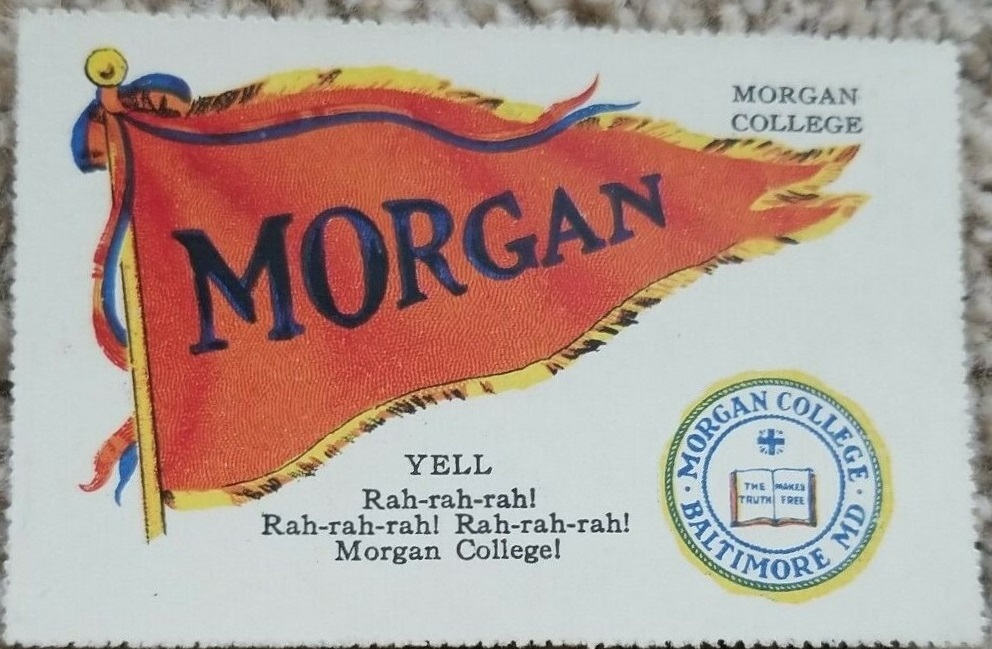 MORGAN
COLLEGE
MORGAN
YELL
Rah-rah-rah!
Rah-rah-rah! Rah-rah-rah!
Morgan College!
· MORGAN COLLEGE ·
BALTIMORE MD
THE MAKES
TRUTH FREE